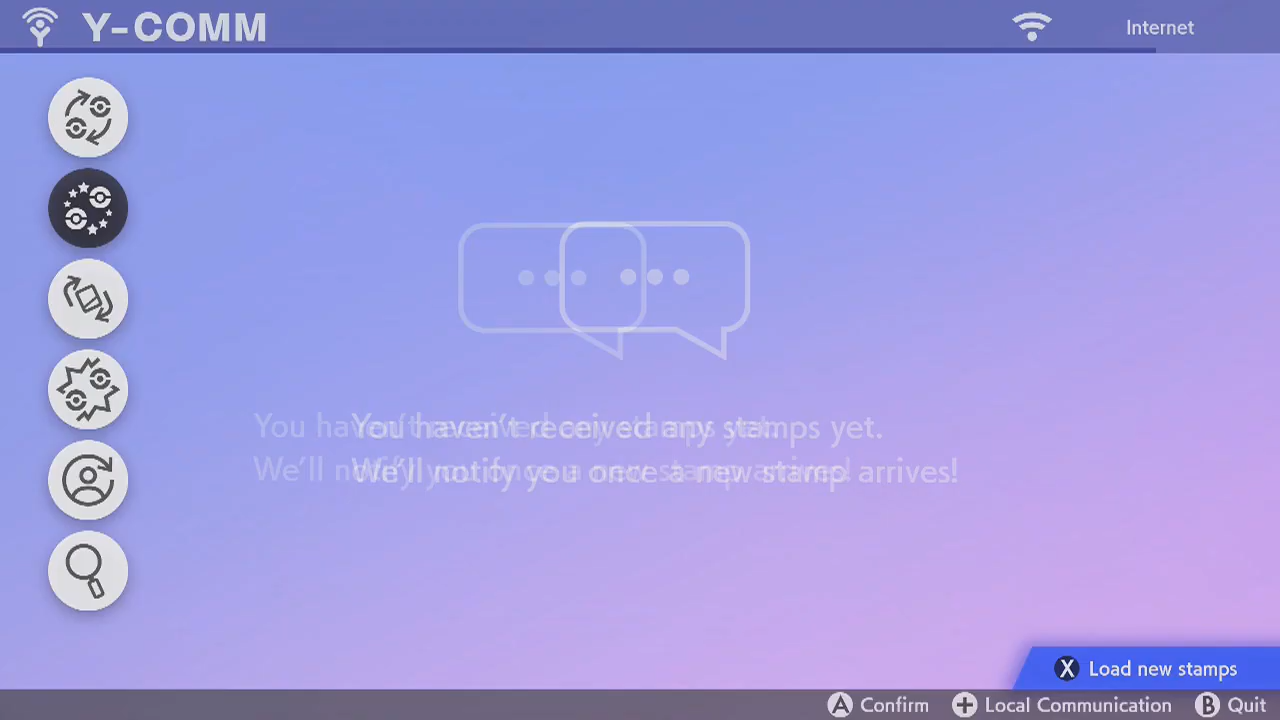 Y-COMM
Internet
You haven't received any stamps yet.
We'll notify you once a new stamp arrives!
X Load new stamps
A Confirm + Local Communication B Quit